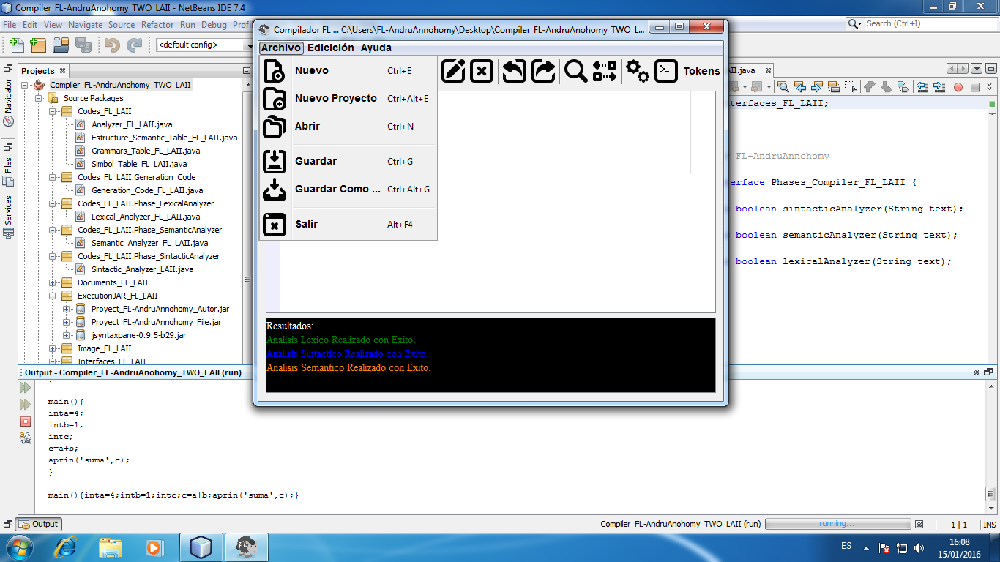 Compiler_FL-AndruAnohomy_TWO_LAII - NetBeans IDE 7.4
File Edit View Navigate Source Refactor Run Debug Profi
Search (Ctrl+I)
<default config>
Projects
Navigator
Files
Services
Compiler_FL-AndruAnohomy_TWO_LAII
Source Packages
Codes_FL_LAII
Analyzer_FL_LAII.java
Estructure_Semantic_Table_FL_LAII.java
Grammars_Table_FL_LAII.java
Simbol_Table_FL_LAII.java
Codes_FL_LAII.Generation_Code
Generation_Code_FL_LAII.java
Codes_FL_LAII.Phase_LexicalAnalyzer
Lexical_Analyzer_FL_LAII.java
Codes_FL_LAII.Phase_SemanticAnalyzer
Semantic_Analyzer_FL_LAII.java
Codes_FL_LAII.Phase_SintacticAnalyzer
Sintactic_Analyzer_LAII.java
Documents_FL_LAII
ExecutionJAR_FL_LAII
Proyect_FL-AndruAnnohomy_Autor.jar
Proyect_FL-AndruAnnohomy_File.jar
jsyntaxpane-0.9.5-b29.jar
Image_FL_LAII
Interfaces_FL_LAII
Compilador FL ... C:\Users\FL-AndruAnnohomy\Desktop\Compiler_FL-AndruAnohomy_TWO_L...
Archivo Edicición Ayuda
Nuevo Ctrl+E
Nuevo Proyecto Ctrl+Alt+E
Abrir Ctrl+N
Guardar Ctrl+G
Guardar Como ... Ctrl+Alt+G
Salir Alt+F4
Tokens
Resultados:
Analisis Lexico Realizado con Exito.
Analisis Sintactico Realizado con Exito.
Analisis Semantico Realizado con Exito.
II.java
terfaces_FL_LAII;
FL-AndruAnnohomy
erface Phases_Compiler_FL_LAII {
boolean sintacticAnalyzer(String text);
boolean semanticAnalyzer(String text);
boolean lexicalAnalyzer(String text);
Output - Compiler_FL-AndruAnohomy_TWO_LAII (run)
main(){
inta=4;
intb=1;
intc;
c=a+b;
aprin('suma',c);
}
main(){inta=4;intb=1;intc;c=a+b;aprin('suma',c);}
Output
Compiler_FL-AndruAnohomy_TWO_LAII (run)
running...
1 | 1
INS
ES
16:08
15/01/2016